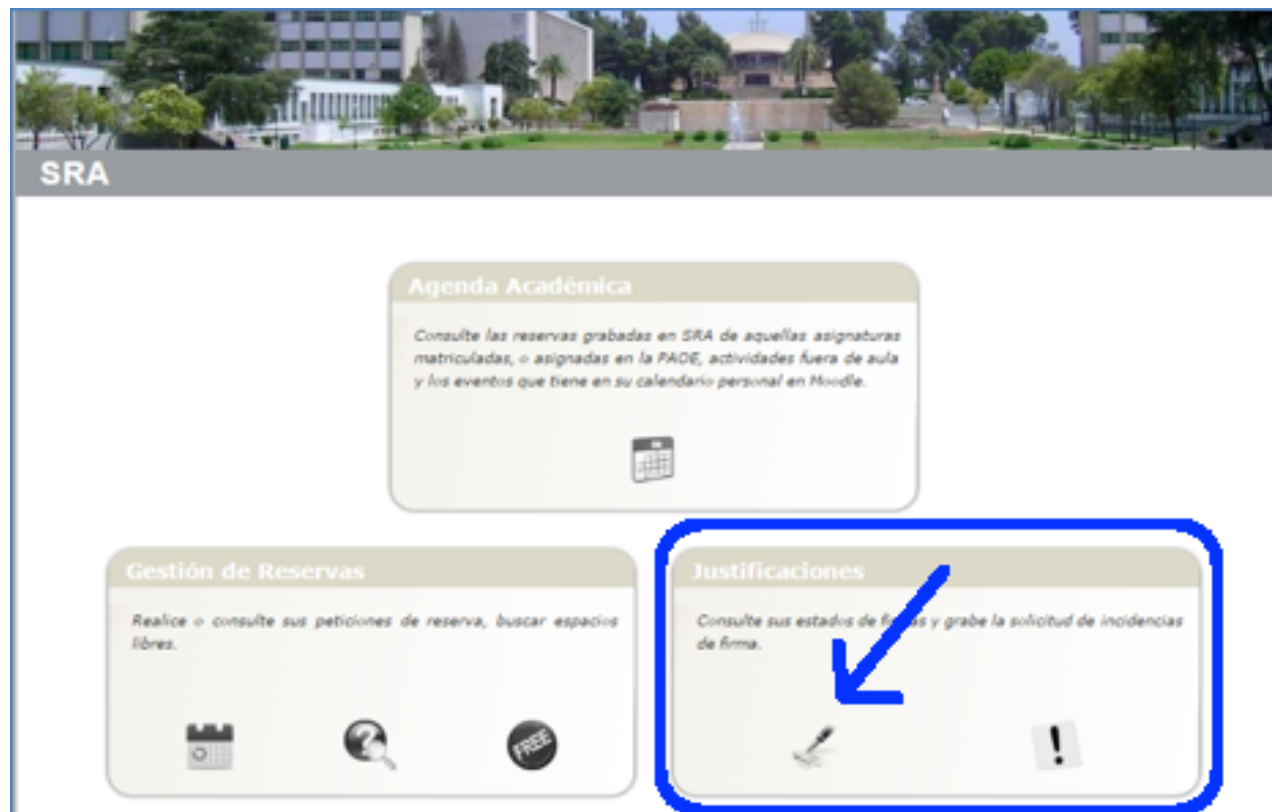 SRA
Agenda Académica
Consulte las reservas grabadas en SRA de aquellas asignaturas
matriculadas, o asignadas en la PAOE, actividades fuera de aula
y los eventos que tiene en su calendario personal en Moodle.
Gestión de Reservas
Realice o consulte sus peticiones de reserva, buscar espacios
libres.
FREE
Justificaciones
Consulte sus estados de firmas y grabe la solicitud de incidencias
de firma.